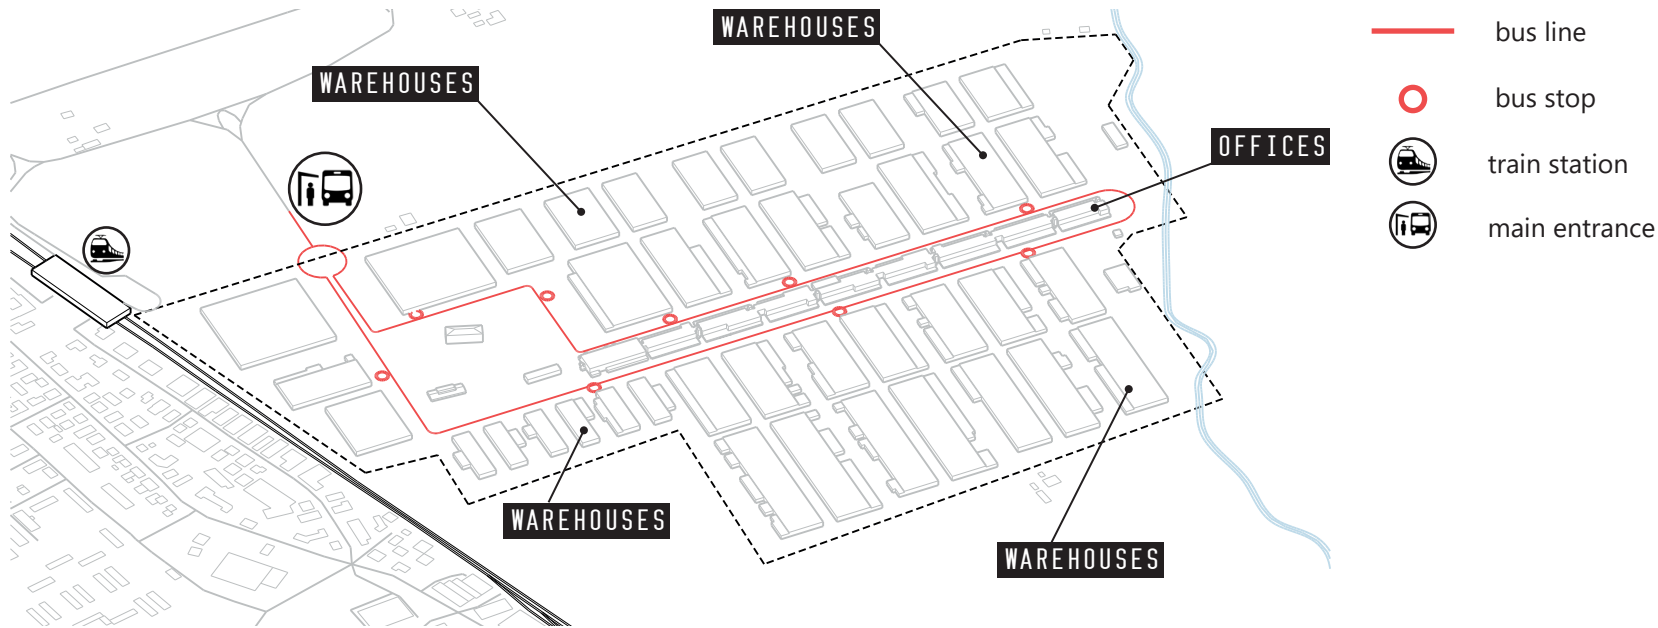 WAREHOUSES
WAREHOUSES
OFFICES
WAREHOUSES
WAREHOUSES
bus line
bus stop
train station
main entrance